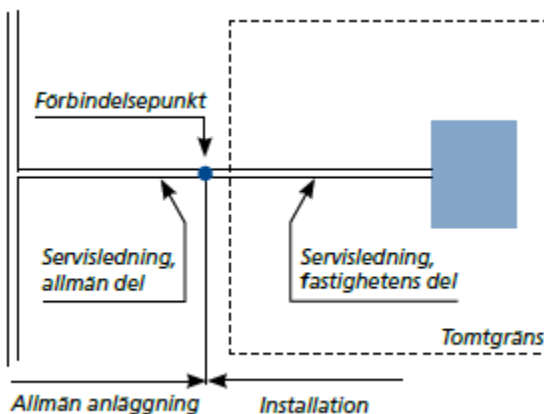 Förbindelsepunkt
Servisledning,
allmän del
Servisledning,
fastighetens del
Tomtgräns
Allmän anläggning
Installation